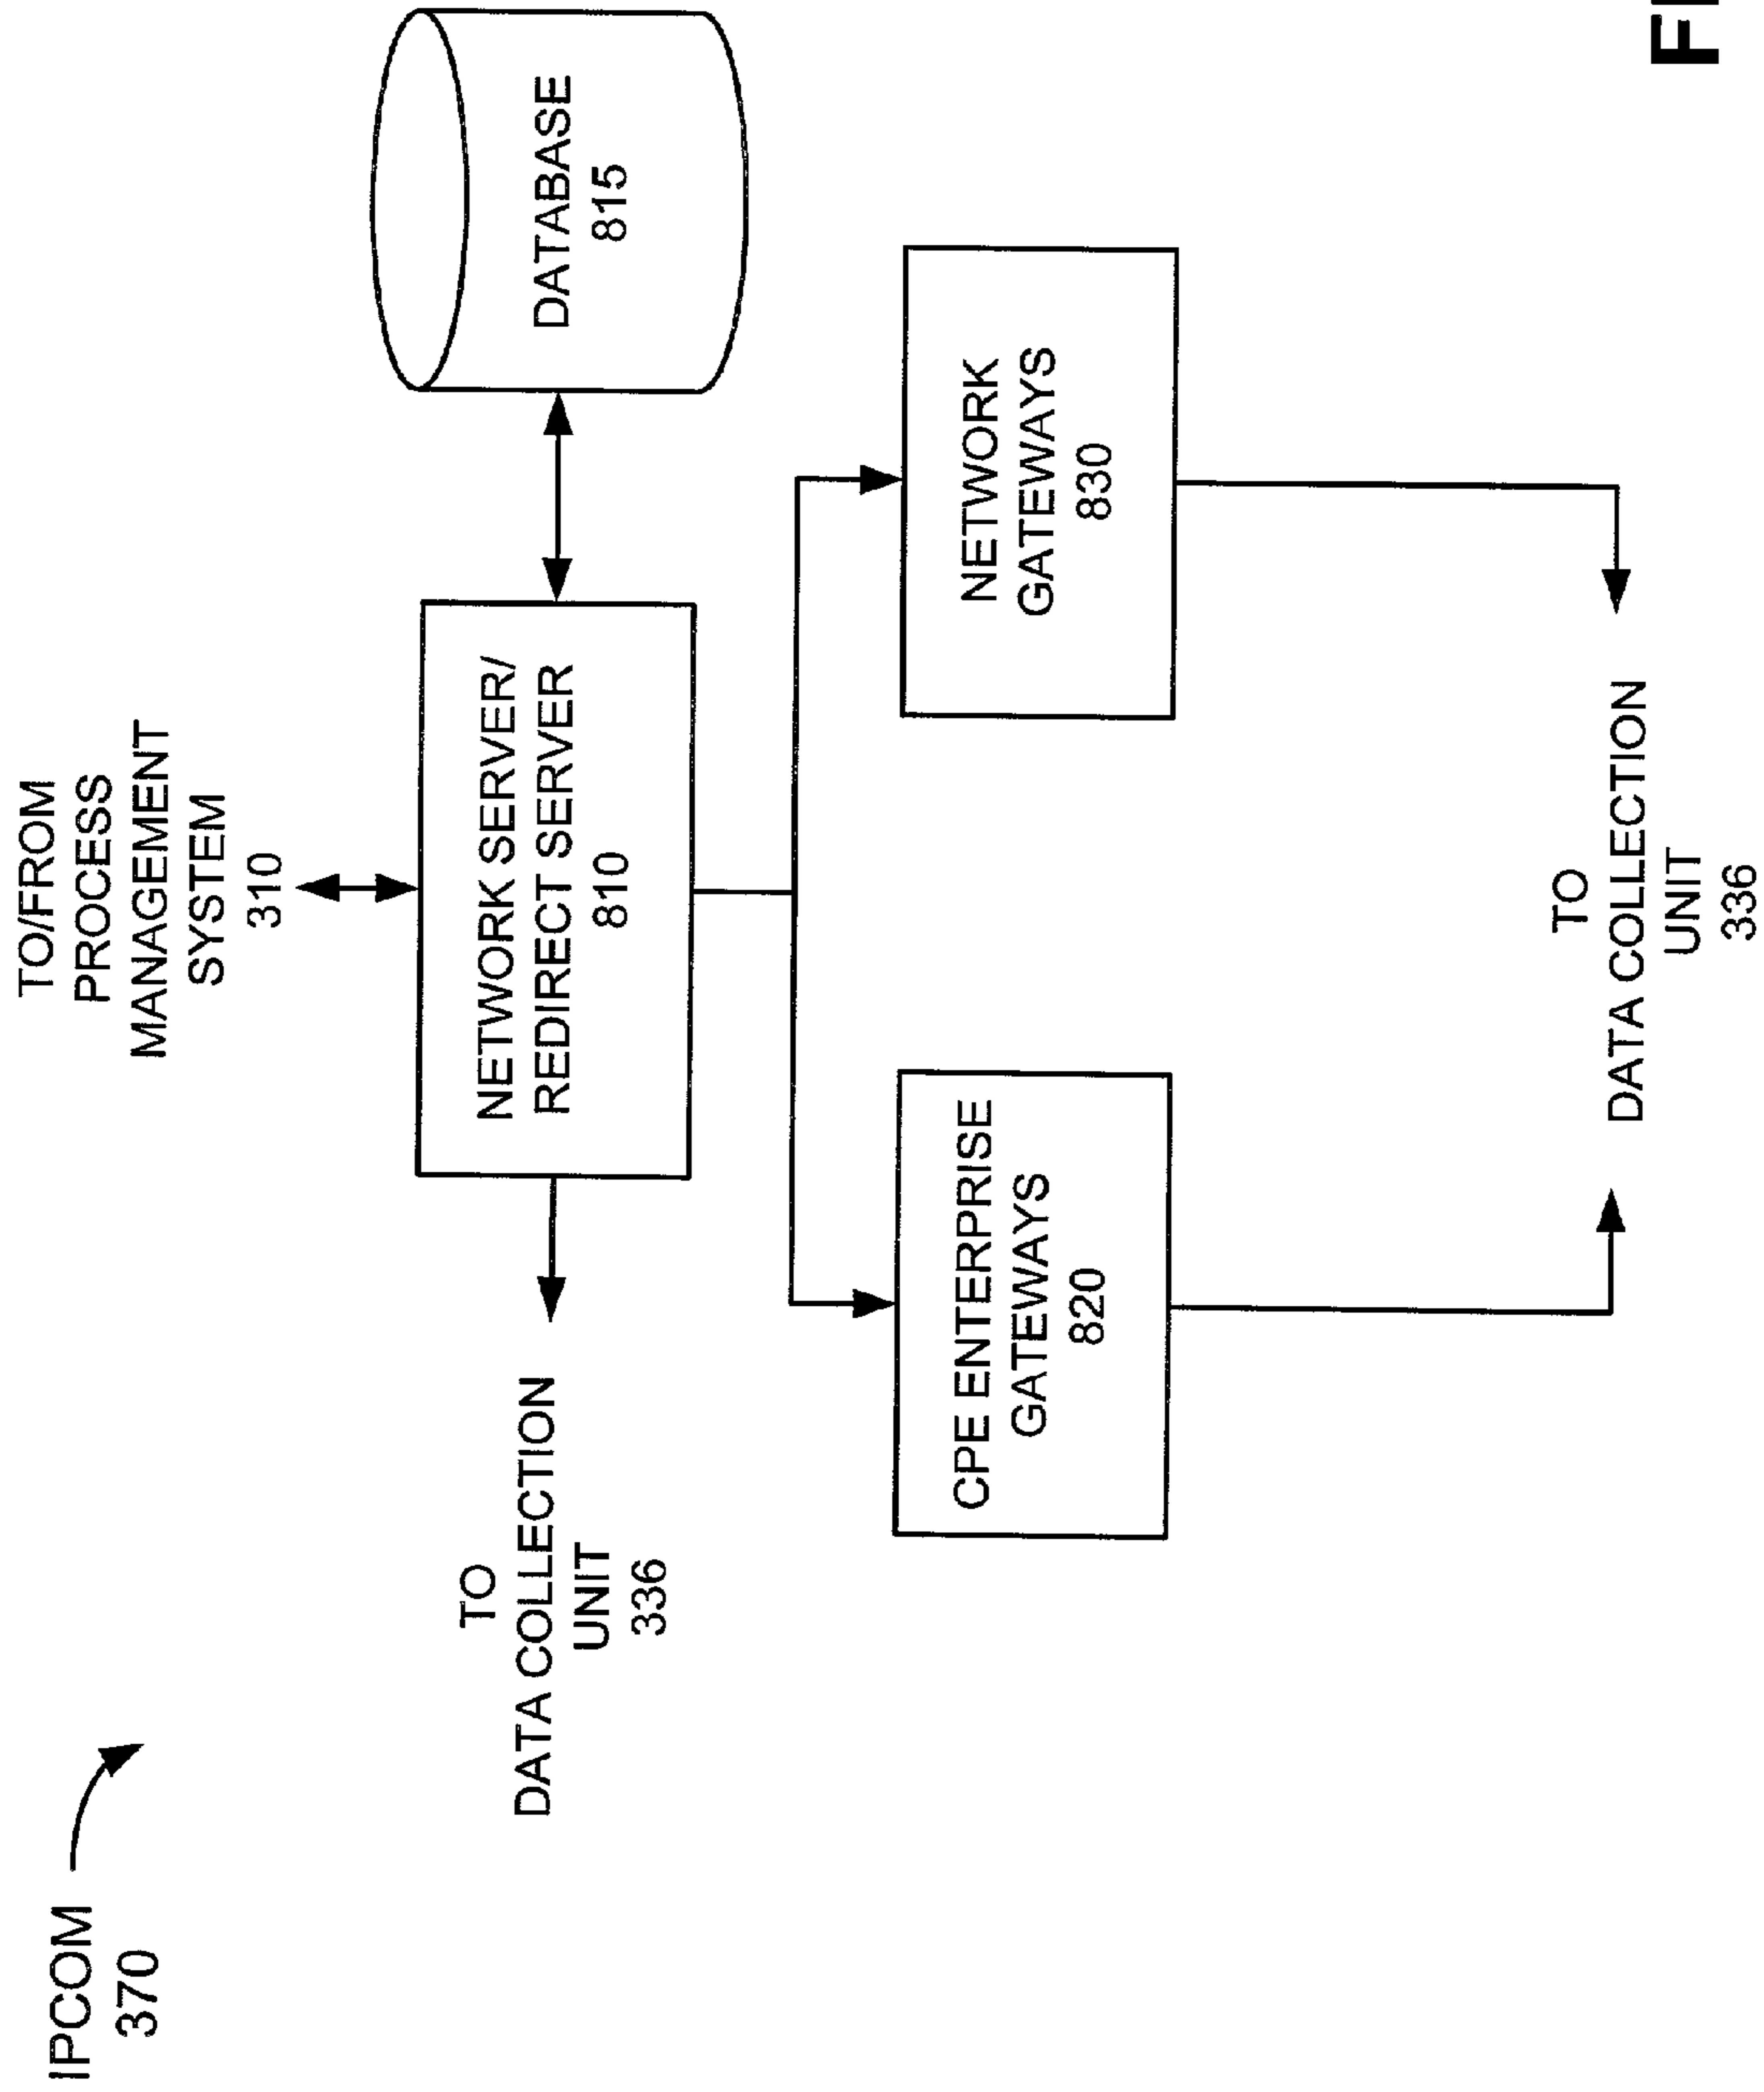 IPCOM
370
TO/FROM
PROCESS
MANAGEMENT
SYSTEM
310
TO
DATA COLLECTION
UNIT
336
NETWORK SERVER/
REDIRECT SERVER
810
DATABASE
815
CPE ENTERPRISE
GATEWAYS
820
NETWORK
GATEWAYS
830
TO
DATA COLLECTION
UNIT
336